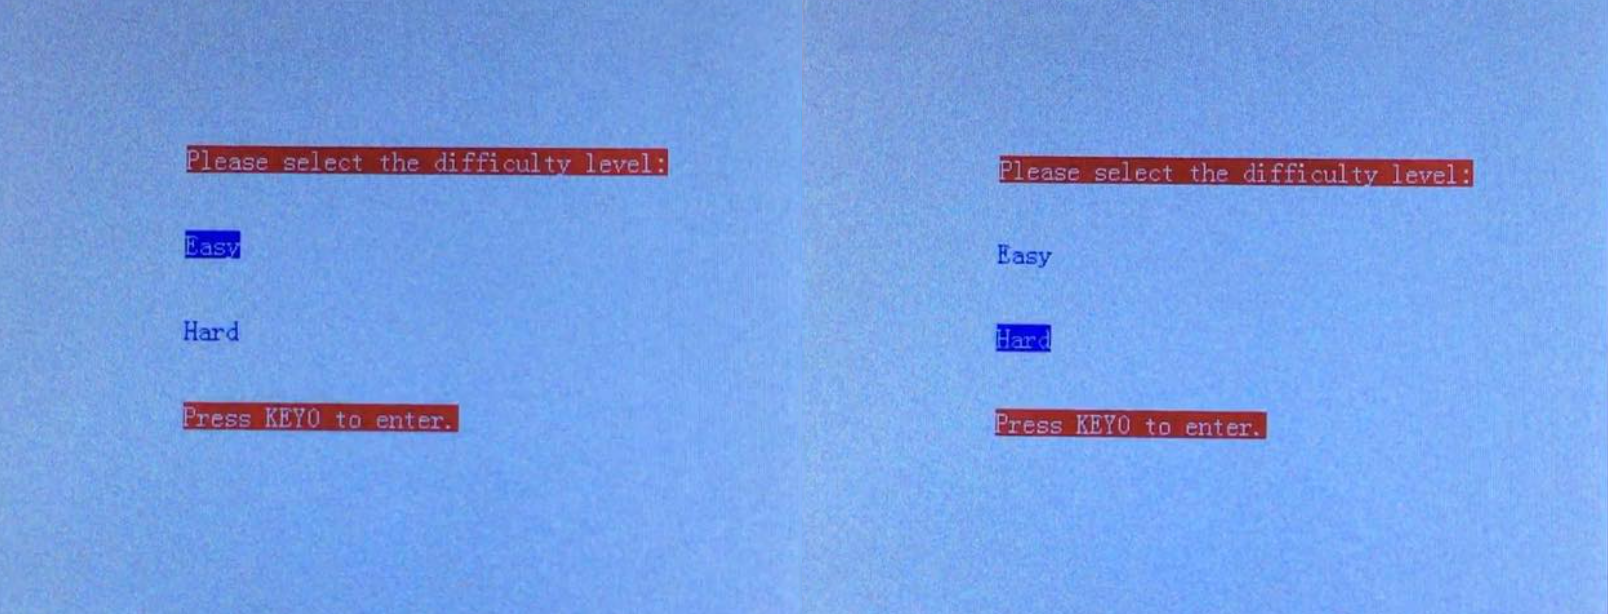 Please select the difficulty level:
Easy
Hard
Press KEY0 to enter.
Please select the difficulty level:
Easy
Hard
Press KEY0 to enter.